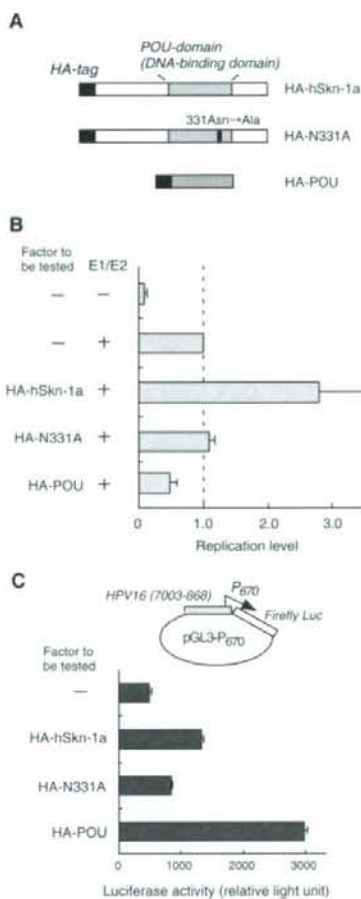 A
POU-domain
(DNA-binding domain)
HA-tag
HA-hSkn-1a
331Asn→Ala
HA-N331A
HA-POU
B
Factor to be tested E1/E2
— —
— +
HA-hSkn-1a +
HA-N331A +
HA-POU +
0 1.0 2.0 3.0
Replication level
C
P670
HPV16 (7003-868)
Firefly Luc
pGL3-P670
Factor to be tested
—
HA-hSkn-1a
HA-N331A
HA-POU
0 1000 2000 3000
Luciferase activity (relative light unit)